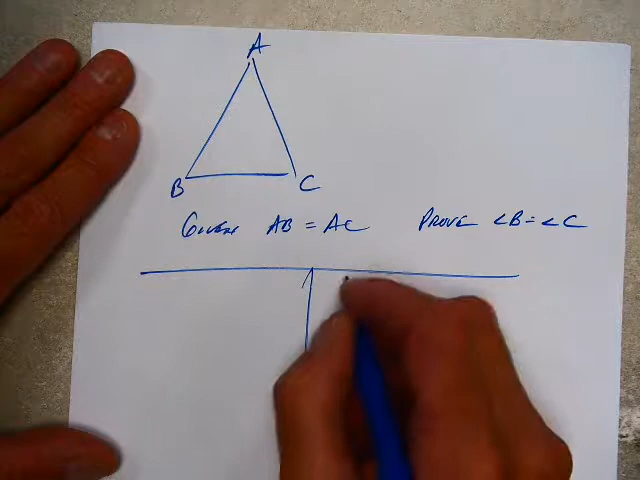 A
B C
GIVEN AB = AC PROVE ∠B = ∠C